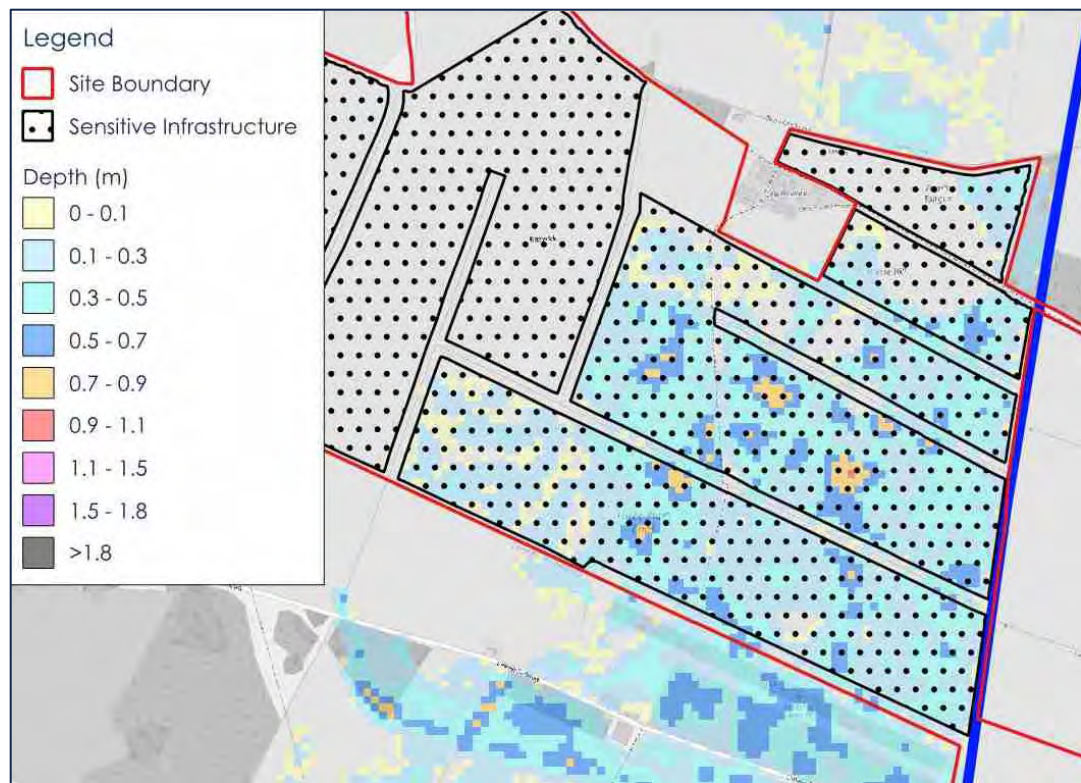 Legend
Site Boundary
Sensitive Infrastructure
Depth (m)
0 - 0.1
0.1 - 0.3
0.3 - 0.5
0.5 - 0.7
0.7 - 0.9
0.9 - 1.1
1.1 - 1.5
1.5 - 1.8
>1.8